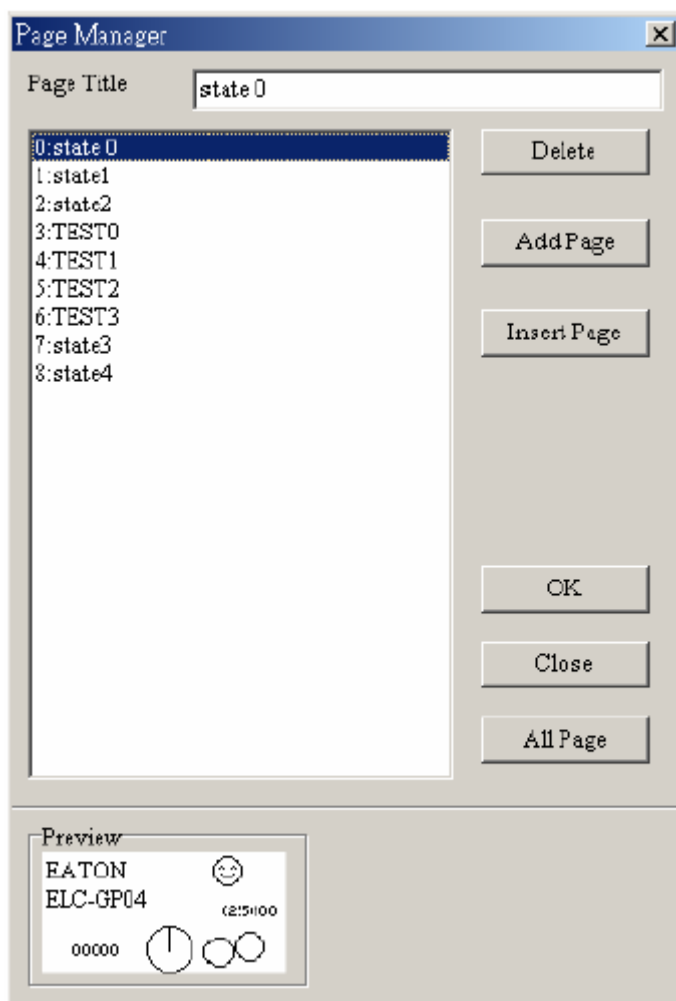 Page Manager
Page Title
state 0
0:state 0
1:state1
2:state2
3:TEST0
4:TEST1
5:TEST2
6:TEST3
7:state3
8:state4
Delete
Add Page
Insert Page
OK
Close
All Page
Preview
EATON
ELC-GP04
00000